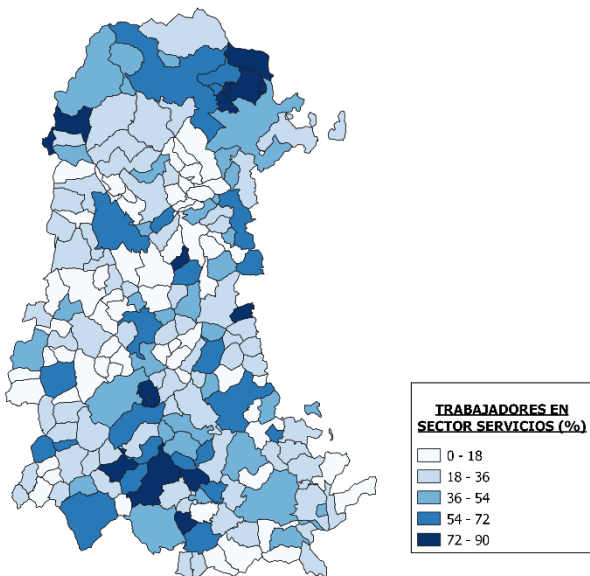 TRABAJADORES EN
SECTOR SERVICIOS (%)
0 - 18
18 - 36
36 - 54
54 - 72
72 - 90